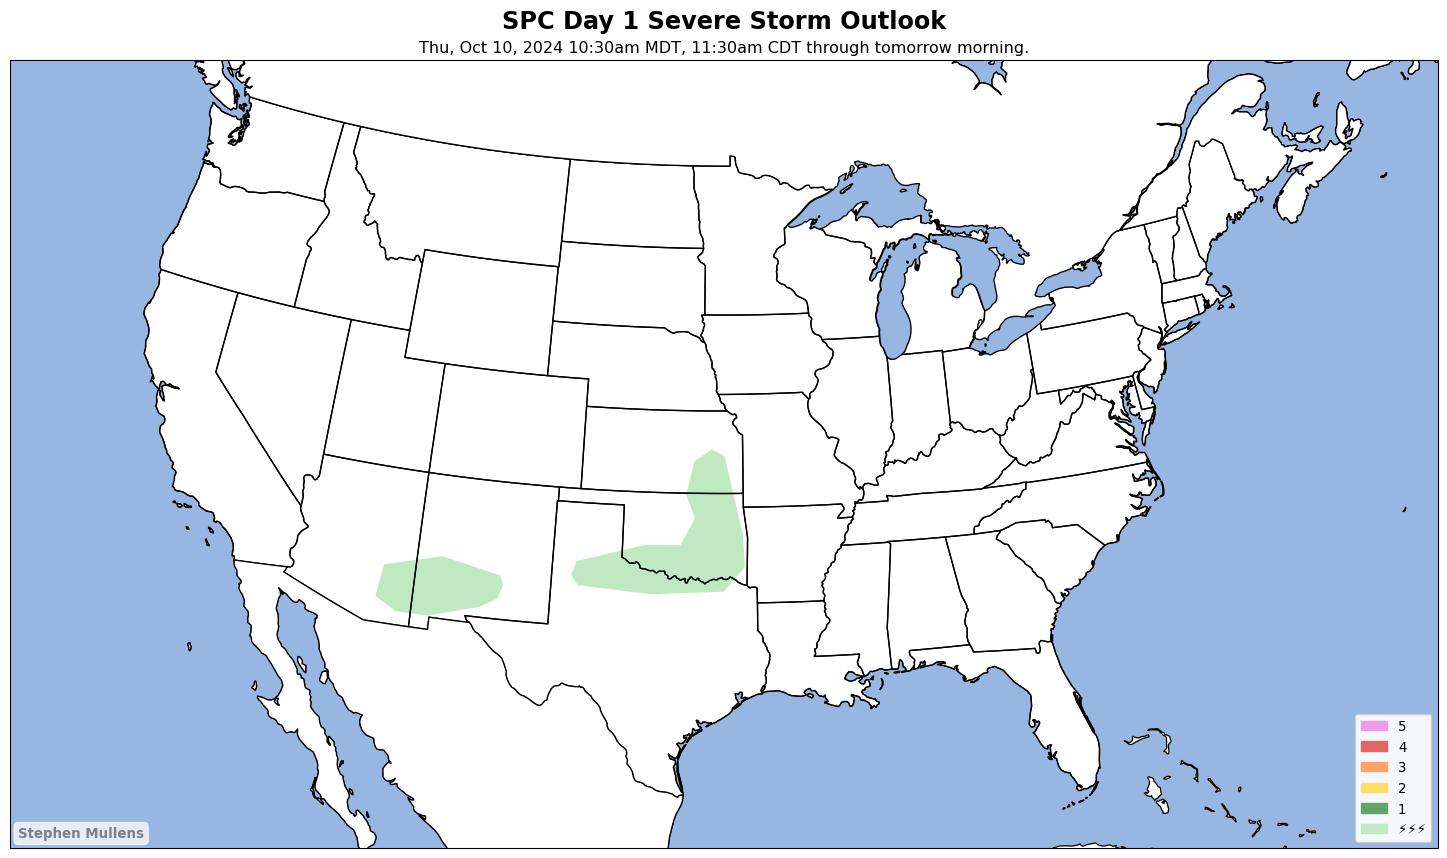 SPC Day 1 Severe Storm Outlook
Thu, Oct 10, 2024 10:30am MDT, 11:30am CDT through tomorrow morning.
5
4
3
2
1
⚡⚡⚡
Stephen Mullens